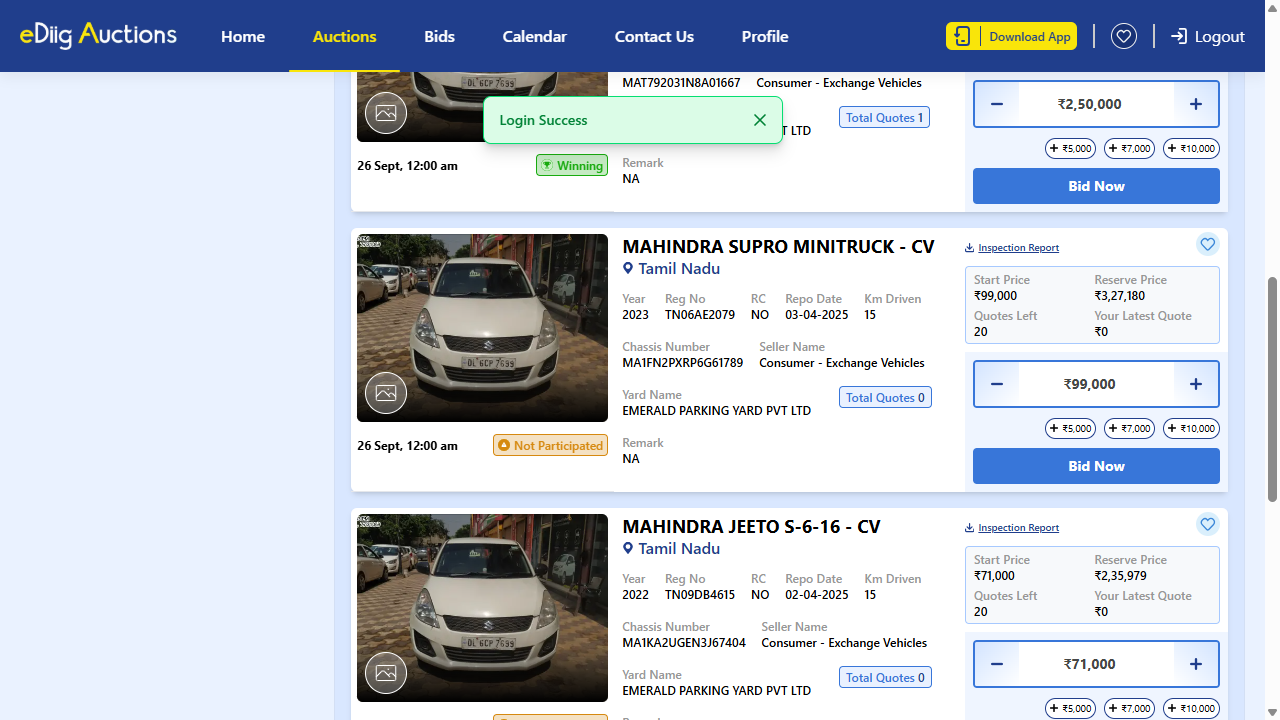 eDiig Auctions
Home
Auctions
Bids
Calendar
Contact Us
Profile
Download App
Logout
Login Success
MAT792031N8A01667 Consumer - Exchange Vehicles
T LTD
Total Quotes 1
26 Sept, 12:00 am
Winning
Remark
NA
₹2,50,000
+ ₹5,000 + ₹7,000 + ₹10,000
Bid Now
MAHINDRA SUPRO MINITRUCK - CV
Tamil Nadu
Year Reg No RC Repo Date Km Driven
2023 TN06AE2079 NO 03-04-2025 15
Chassis Number Seller Name
MA1FN2PXRP6G61789 Consumer - Exchange Vehicles
Yard Name
EMERALD PARKING YARD PVT LTD
Total Quotes 0
DL 6CP 7699
26 Sept, 12:00 am
Not Participated
Remark
NA
Inspection Report
Start Price Reserve Price
₹99,000 ₹3,27,180
Quotes Left Your Latest Quote
20 ₹0
₹99,000
+ ₹5,000 + ₹7,000 + ₹10,000
Bid Now
MAHINDRA JEETO S-6-16 - CV
Tamil Nadu
Year Reg No RC Repo Date Km Driven
2022 TN09DB4615 NO 02-04-2025 15
Chassis Number Seller Name
MA1KA2UGEN3J67404 Consumer - Exchange Vehicles
Yard Name
EMERALD PARKING YARD PVT LTD
Total Quotes 0
DL 6CP 7699
Inspection Report
Start Price Reserve Price
₹71,000 ₹2,35,979
Quotes Left Your Latest Quote
20 ₹0
₹71,000
+ ₹5,000 + ₹7,000 + ₹10,000